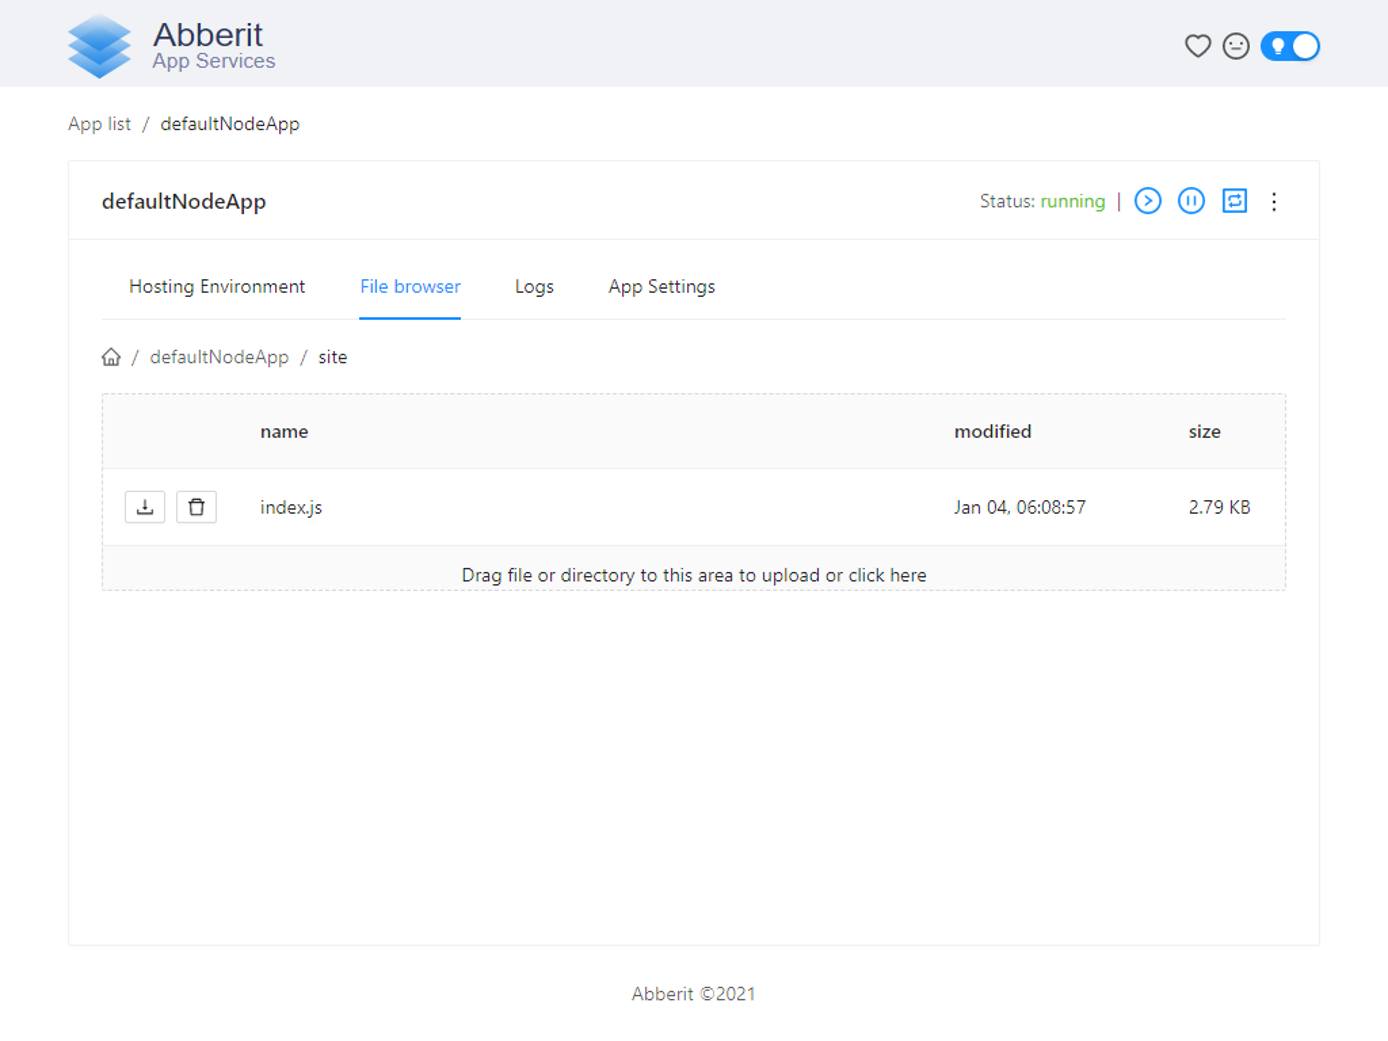 Abberit
App Services
App list / defaultNodeApp
defaultNodeApp
Status: running |
Hosting Environment File browser Logs App Settings
/ defaultNodeApp / site
name modified size
index.js Jan 04, 06:08:57 2.79 KB
Drag file or directory to this area to upload or click here
Abberit ©2021